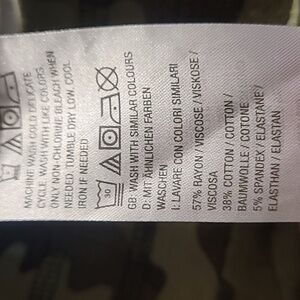 MACHINE WASH COLD DELICATE
CYCLE WASH WITH LIKE COLORS.
ONLY NON-CHLORINE BLEACH WHEN
NEEDED. TUMBLE DRY LOW. COOL
IRON IF NEEDED
30
GB: WASH WITH SIMILAR COLOURS
D: MIT ÄHNLICHEN FARBEN
WASCHEN
I: LAVARE CON COLORI SIMILARI
57% RAYON / VISCOSE / VISKOSE /
VISCOSA
38% COTTON / COTTON /
BAUMWOLLE / COTONE
5% SPANDEX / ELASTANE /
ELASTHAN / ELASTAN